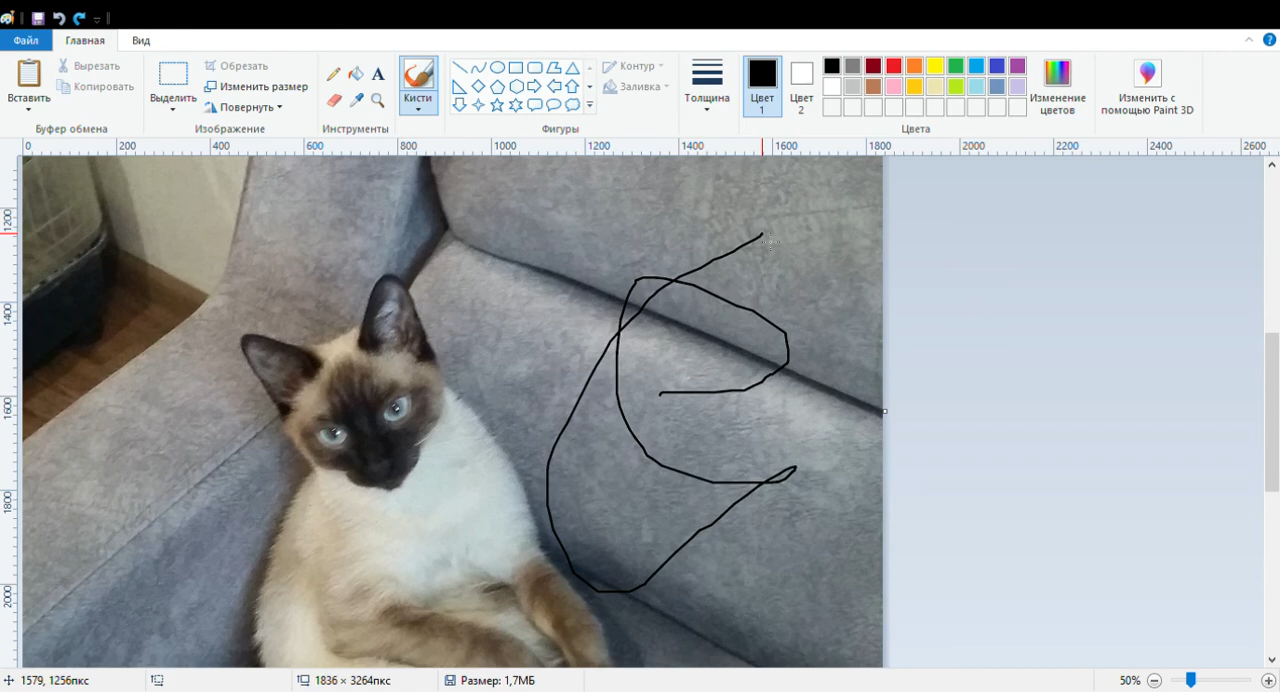 Файл Главная Вид
Вставить Вырезать Копировать Выделить Обрезать Изменить размер Повернуть Кисти Контур Заливка Толщина Цвет 1 Цвет 2 Изменение цветов Изменить с помощью Paint 3D
Буфер обмена Изображение Инструменты Фигуры Цвета
0 200 400 600 800 1000 1200 1400 1600 1800 2000 2200 2400 2600
1200
1400
1600
1800
2000
1579, 1256пкс 1836 × 3264пкс Размер: 1,7МБ 50%